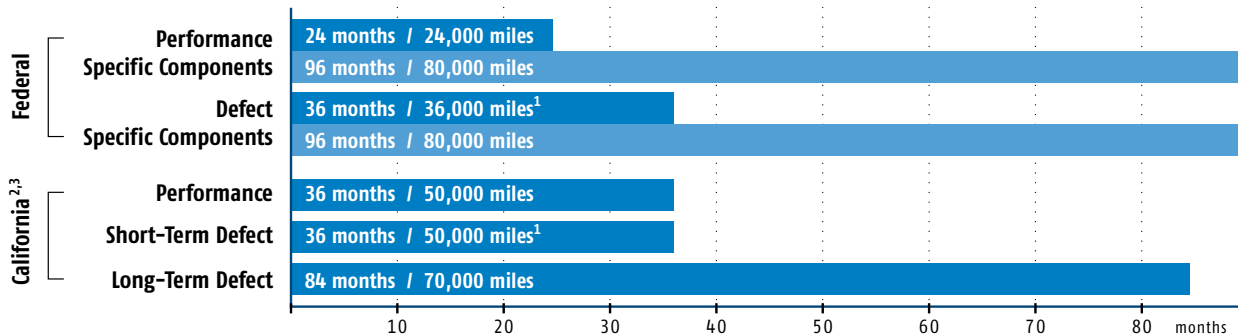 Federal
Performance 24 months / 24,000 miles
Specific Components 96 months / 80,000 miles
Defect 36 months / 36,000 miles¹
Specific Components 96 months / 80,000 miles
California²,³
Performance 36 months / 50,000 miles
Short-Term Defect 36 months / 50,000 miles¹
Long-Term Defect 84 months / 70,000 miles
10 20 30 40 50 60 70 80 months